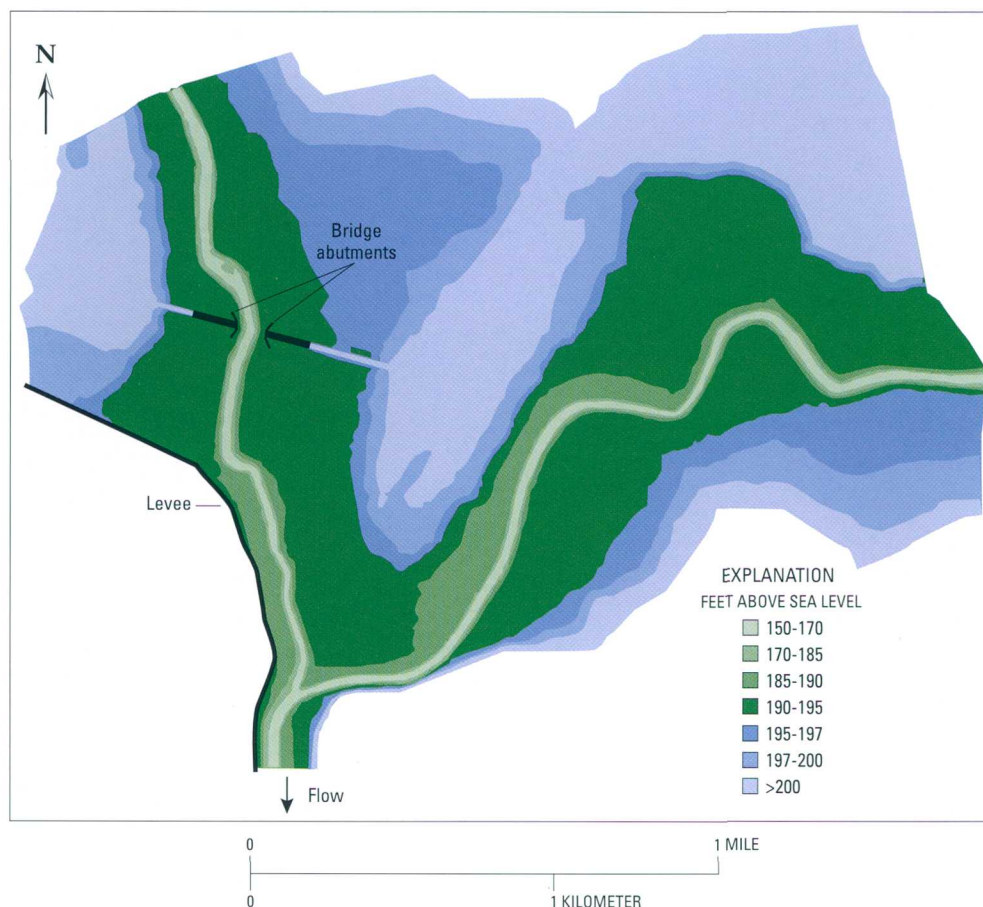 N
Bridge
abutments
Levee
EXPLANATION
FEET ABOVE SEA LEVEL
150-170
170-185
185-190
190-195
195-197
197-200
>200
Flow
0 1 MILE
0 1 KILOMETER